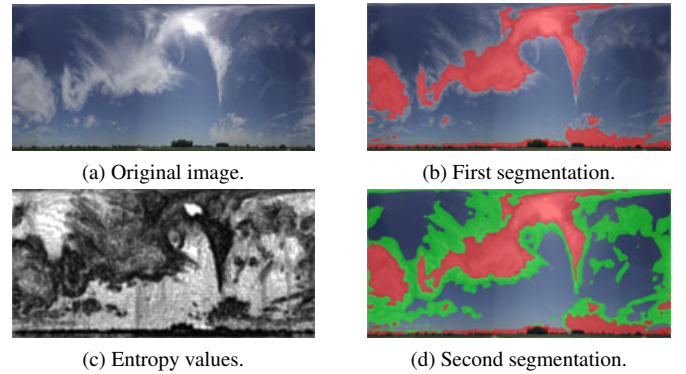 (a) Original image.
(b) First segmentation.
(c) Entropy values.
(d) Second segmentation.